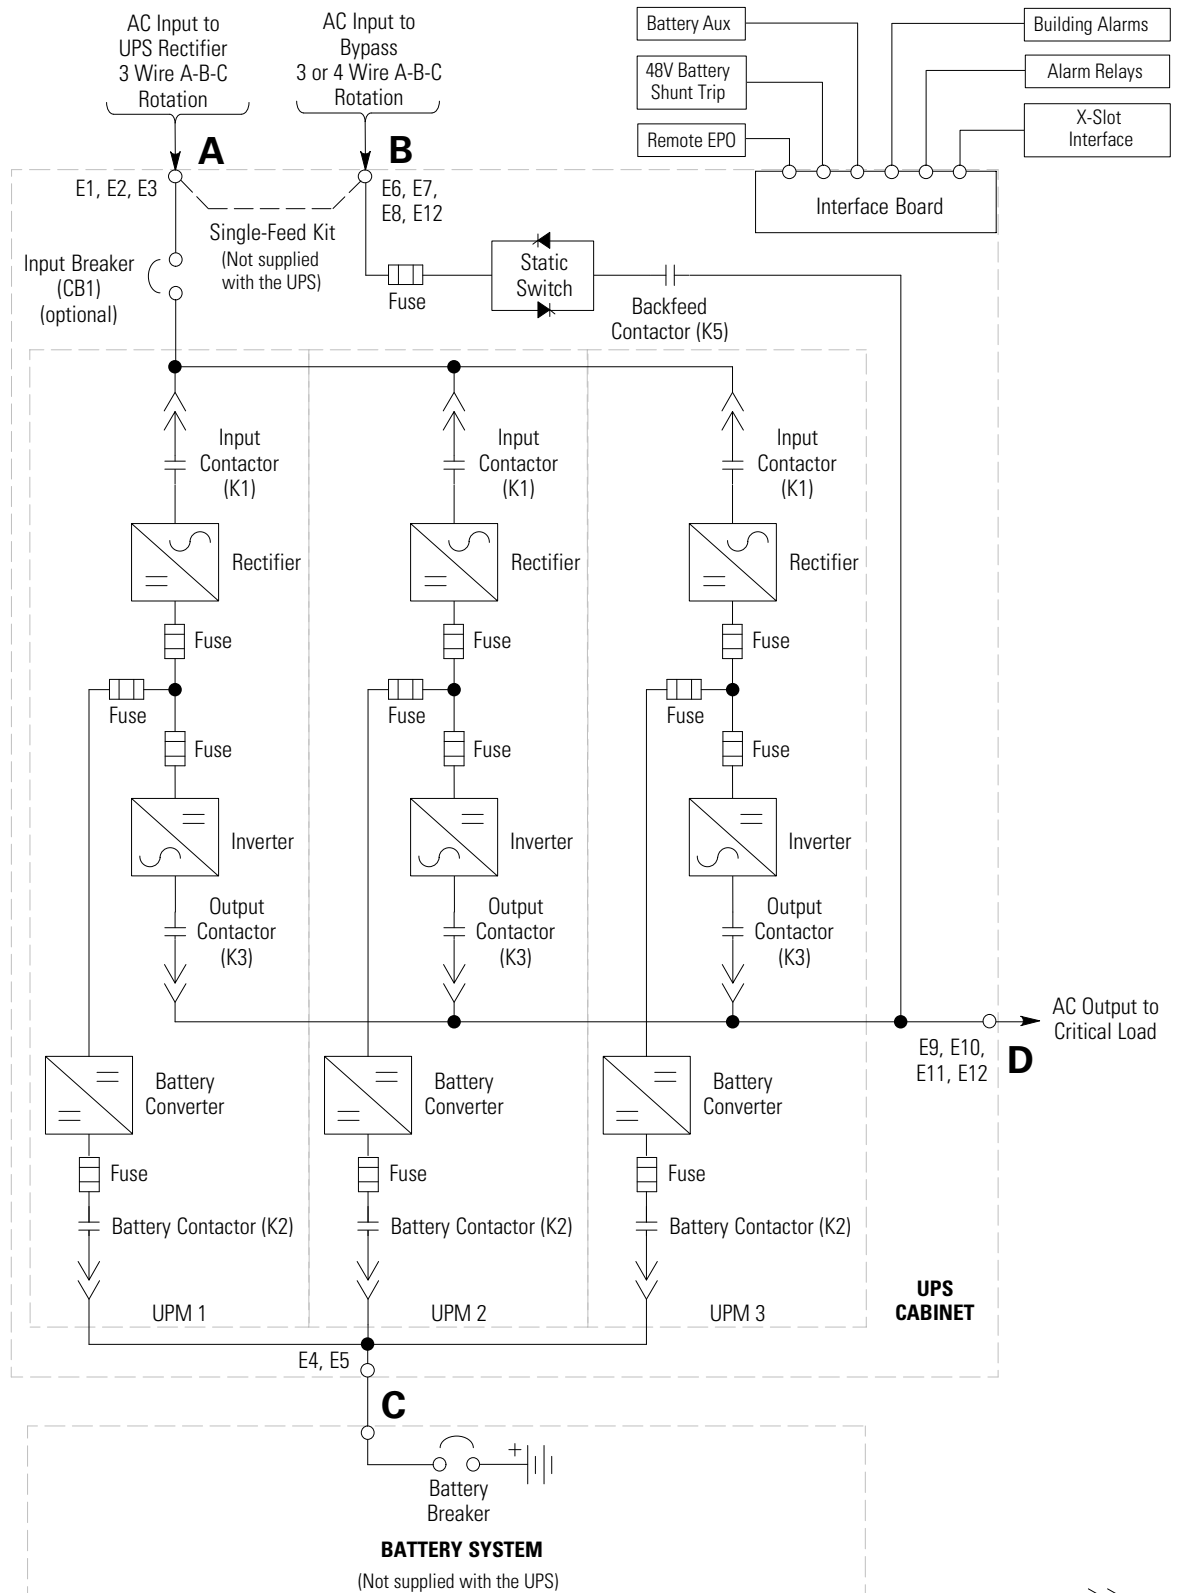 AC Input to
UPS Rectifier
3 Wire A-B-C
Rotation
AC Input to
Bypass
3 or 4 Wire A-B-C
Rotation
Battery Aux
48V Battery
Shunt Trip
Remote EPO
Building Alarms
Alarm Relays
X-Slot
Interface
Interface Board
A
B
E1, E2, E3
E6, E7,
E8, E12
Single-Feed Kit
(Not supplied
with the UPS)
Input Breaker
(CB1)
(optional)
Fuse
Static
Switch
Backfeed
Contactor (K5)
Input
Contactor
(K1)
Input
Contactor
(K1)
Input
Contactor
(K1)
Rectifier
Rectifier
Rectifier
Fuse
Fuse
Fuse
Fuse
Fuse
Fuse
Fuse
Fuse
Fuse
Inverter
Inverter
Inverter
Output
Contactor
(K3)
Output
Contactor
(K3)
Output
Contactor
(K3)
AC Output to
Critical Load
E9, E10,
E11, E12
D
Battery
Converter
Battery
Converter
Battery
Converter
Fuse
Fuse
Fuse
Battery Contactor (K2)
Battery Contactor (K2)
Battery Contactor (K2)
UPM 1
UPM 2
UPM 3
UPS
CABINET
E4, E5
C
+
Battery
Breaker
BATTERY SYSTEM
(Not supplied with the UPS)